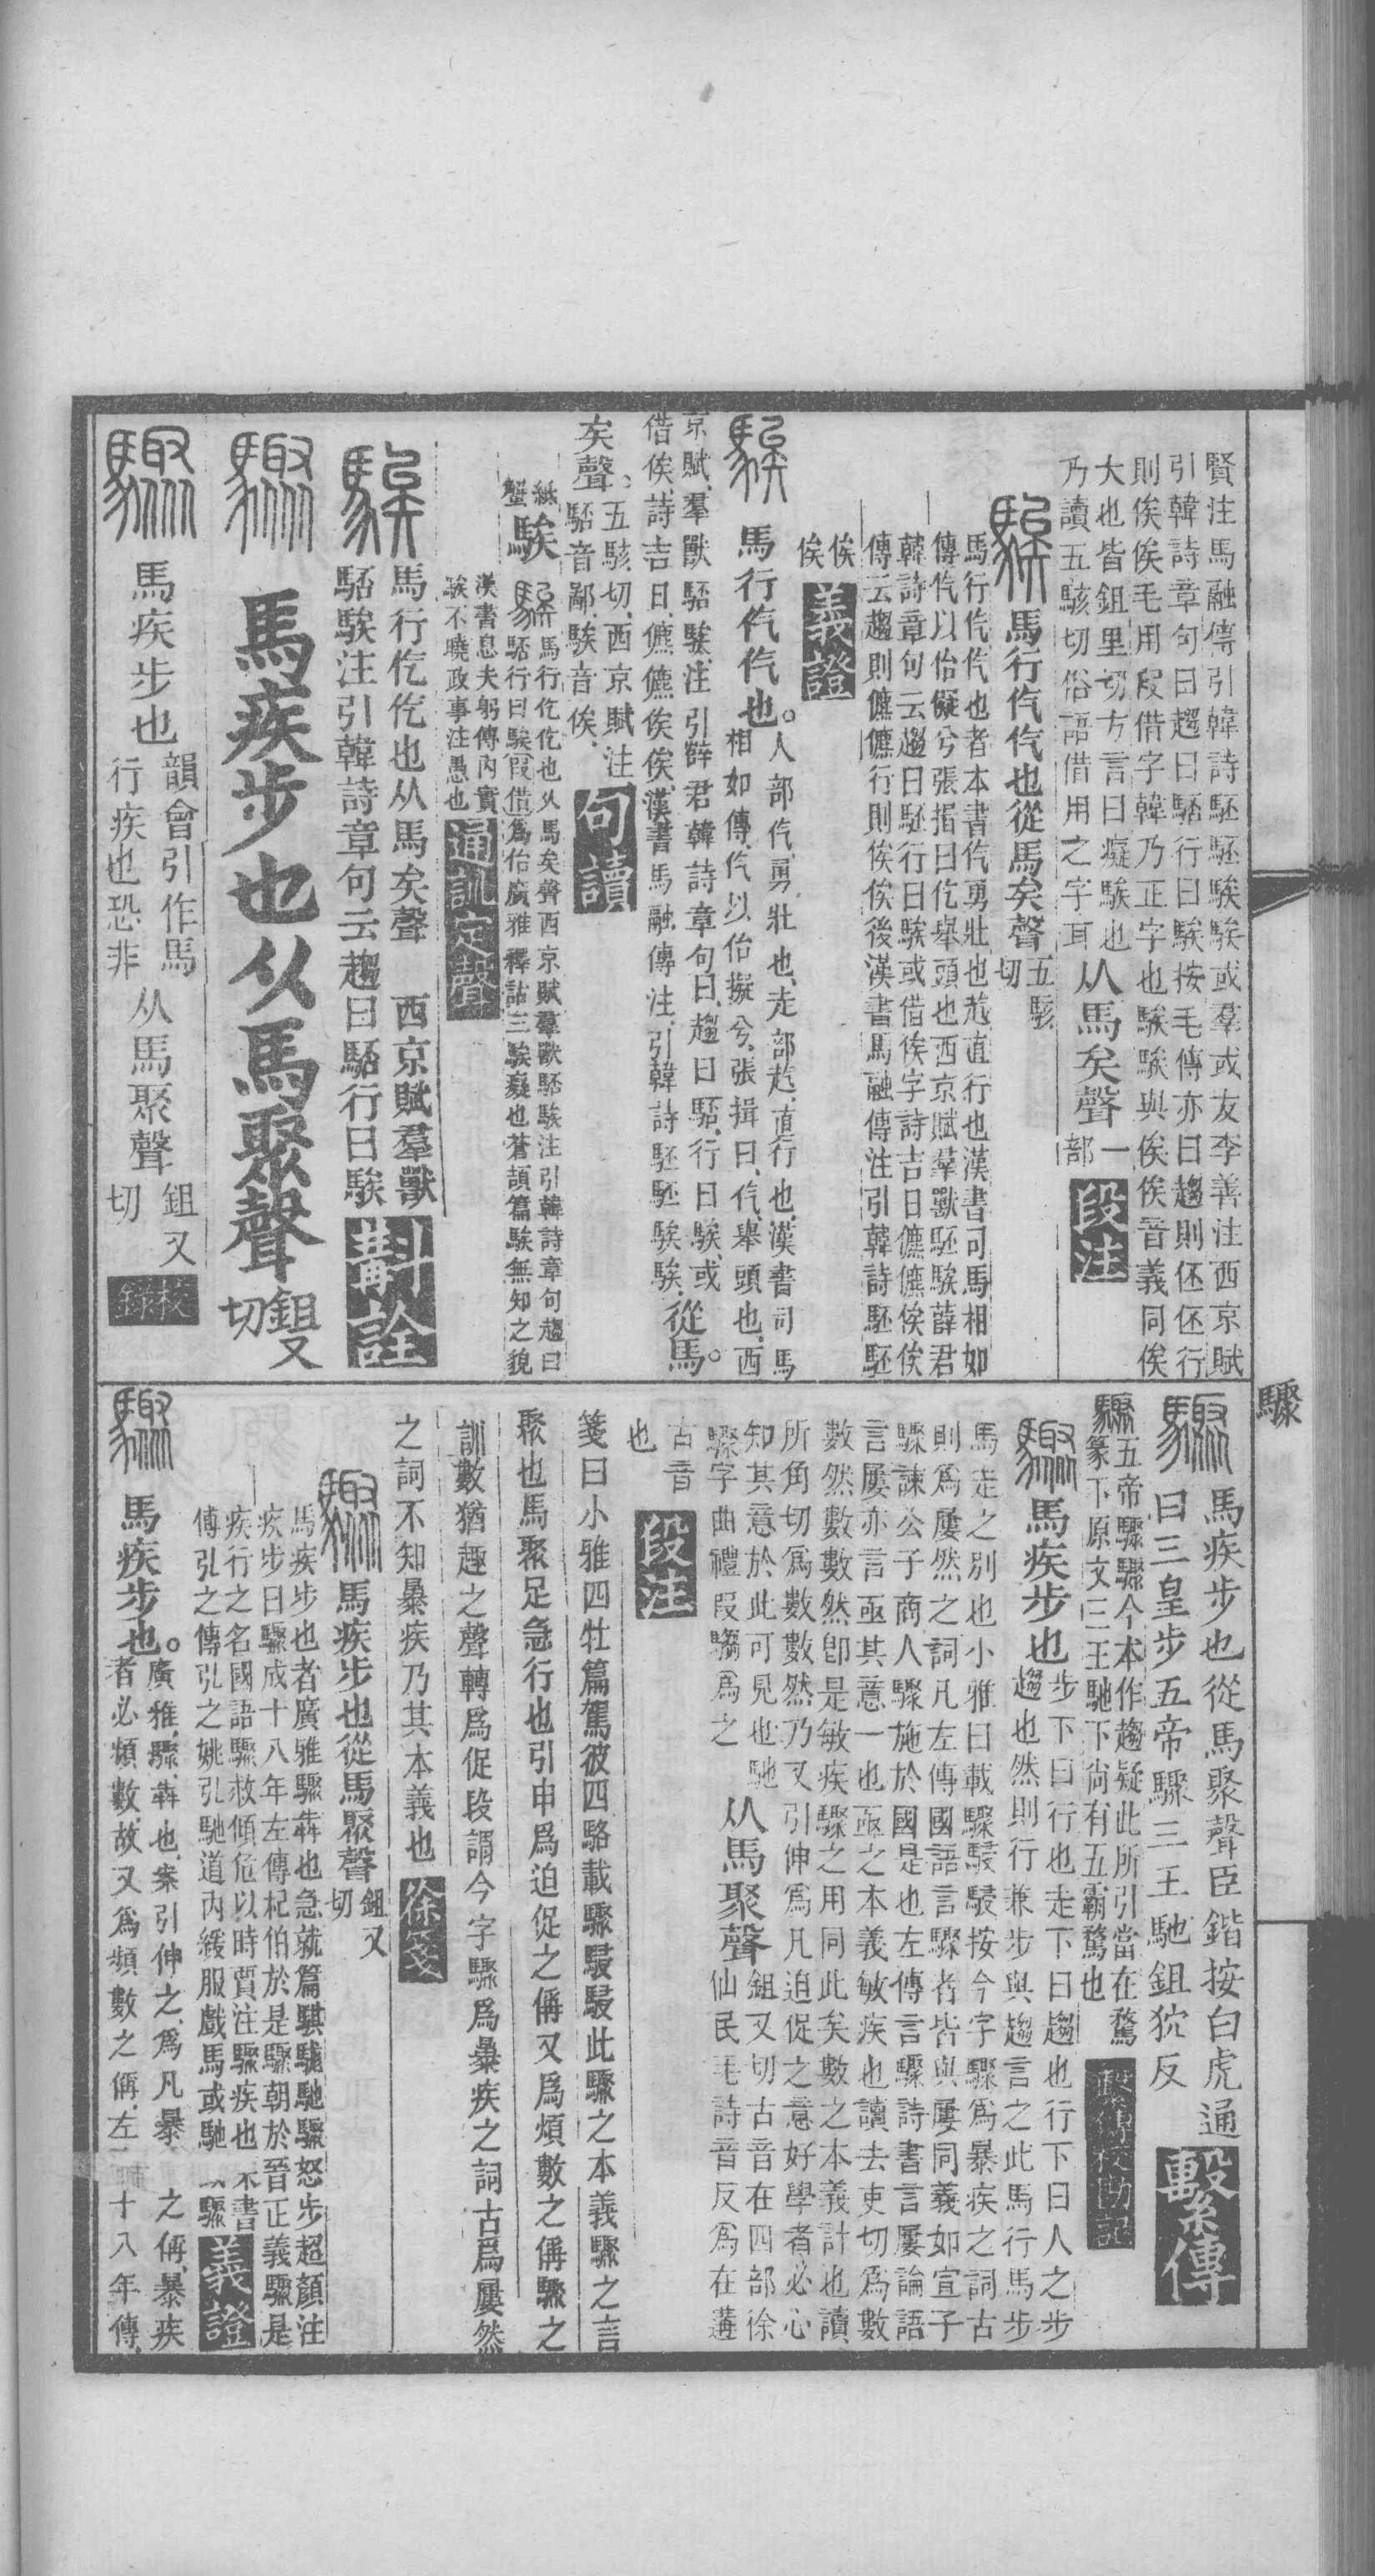 賢注馬融傳引韓詩駓駓騃騃或羣或友李善注西京賦
引韓詩章句曰趨曰駓行曰騃按毛傳亦曰趨則伾伾行
則俟俟毛用叚借字韓乃正字也騃騃與俟俟音義同俟
大也皆鉏里切方言曰癡騃也
乃讀五駭切俗語借用之字耳
从馬矣聲
一
部
段注
馬行仡仡也從馬矣聲
五駭
切
馬行仡仡也者本書仡勇壯也赻直行也漢書司馬相如
傳仡以佁儗兮張揖曰仡舉頭也西京賦羣獸駓騃薛君
韓詩章句云趨曰駓行曰騃或借俟字詩吉日儦儦俟俟
傳云趨則儦儦行則俟俟後漢書馬融傳注引韓詩駓駓
俟
俟
義證
馬行仡仡也。
人部仡、勇壯也、走部赻、直行也、漢書司馬
相如傳、仡以佁擬兮、張揖曰、仡、舉頭也、西
京賦、羣獸駓騃、注引薛君韓詩章句曰、趨曰駓、行曰騃、或
借俟、詩吉日、儦儦俟俟、漢書馬融傳注、引韓詩駓駓騃騃、
從馬。
矣聲、
五駭切、西京賦注、
駓音鄙、騃音俟、
句讀
紙
蟹
騃
馬行仡仡也从馬矣聲西京賦羣獸駓騃注引韓詩章句趨曰
駓行曰騃叚借爲佁廣雅釋詁三騃癡也蒼頡篇騃無知之貌
漢書息夫躬傳內實
騃不曉政事注愚也
通訓定聲
馬行仡仡也从馬矣聲　西京賦羣獸
駓騃注引韓詩章句云趨曰駓行曰騃
斠詮
馬疾步也从馬聚聲
鉏又
切
馬疾步也
韻會引作馬
行疾也恐非
从馬聚聲
鉏又
切
校
錄
驟
馬疾步也從馬聚聲臣鍇按白虎通
曰三皇步五帝驟三王馳鉏狖反
繫傳
五帝驟驟今本作趨疑此所引當在騖
篆下原文三王馳下尚有五霸騖也
繫傳校勘記
馬疾步也
步下曰行也走下曰趨也行下曰人之步
趨也然則行兼步與趨言之此馬行馬步
馬走之別也小雅曰載驟駸駸按今字驟爲暴疾之詞古
則爲屢然之詞凡左傳國語言驟者皆與屢同義如宣子
驟諫公子商人驟施於國是也左傳言驟詩書言屢論語
言屢亦言亟其意一也亟之本義敏疾也讀去吏切爲數
數然數數然卽是敏疾驟之用同此矣數之本義計也讀
所角切爲數數然乃又引伸爲凡迫促之意好學者必心
知其意於此可見也馳
驟字曲禮叚騶爲之
从馬聚聲
鉏又切古音在四部徐
仙民毛詩音反爲在遘
古音
也
段注
箋曰小雅四牡篇駕彼四駱載驟駸駸此驟之本義驟之言
聚也馬聚足急行也引申爲迫促之偁又爲煩數之偁驟之
訓數猶趣之聲轉爲促段謂今字驟爲暴疾之詞古爲屢然
之詞不知暴疾乃其本義也
徐箋
馬疾步也從馬聚聲
鉏又
切
馬疾步也者廣雅驟犇也急就篇騏駹馳驟怒步超顏注
疾步曰驟成十八年左傳杞伯於是驟朝於晉正義驟是
疾行之名國語驟救傾危以時賈注驟疾也
傅引之傳引之姚引馳道內緩服戲馬或馳
驟
義證
馬疾步也。
廣雅、驟、犇也、案引伸之、爲凡暴
之偁、暴疾
者必頻數、故又爲頻數之偁、左
十八年傳、